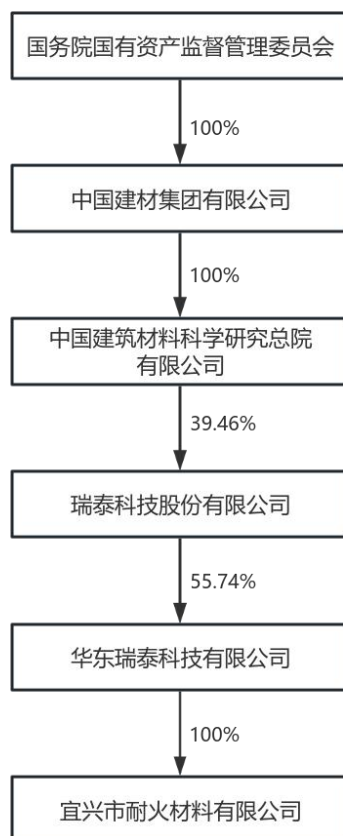 国务院国有资产监督管理委员会
100%
中国建材集团有限公司
100%
中国建筑材料科学研究总院
有限公司
39.46%
瑞泰科技股份有限公司
55.74%
华东瑞泰科技有限公司
100%
宜兴市耐火材料有限公司